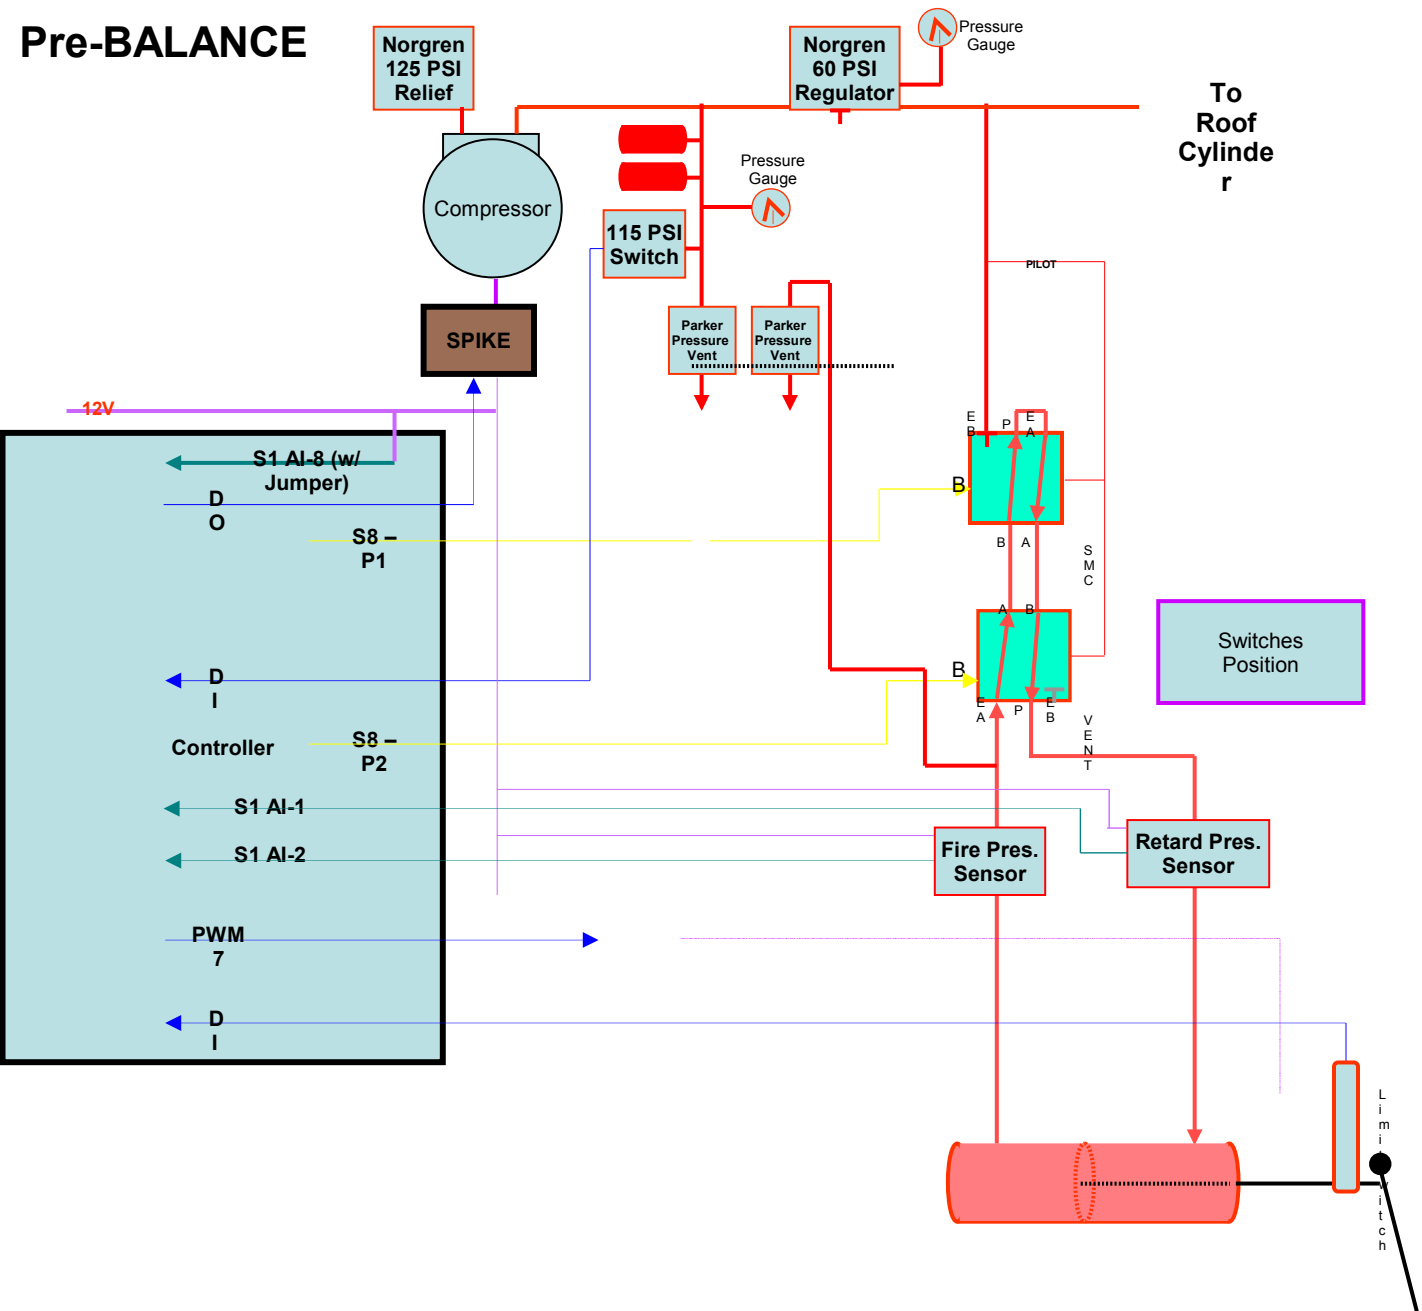 Pre-BALANCE
Norgren
125 PSI
Relief
Norgren
60 PSI
Regulator
Pressure
Gauge
To
Roof
Cylinde
r
Compressor
Pressure
Gauge
115 PSI
Switch
PILOT
SPIKE
Parker
Pressure
Vent
Parker
Pressure
Vent
12V
E
B
P
E
A
S1 AI-8 (w/
Jumper)
D
O
B
S8 –
P1
B
A
S
M
C
A
B
Switches
Position
D
I
B
E
A
P
E
B
Controller
S8 –
P2
V
E
N
T
S1 AI-1
S1 AI-2
Fire Pres.
Sensor
Retard Pres.
Sensor
PWM
7
D
I
L
i
m
i
w
i
t
c
h